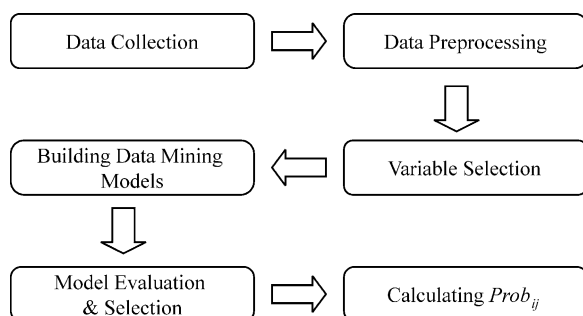 Data Collection
Data Preprocessing
Building Data Mining
Models
Variable Selection
Model Evaluation
& Selection
Calculating Prob_ij